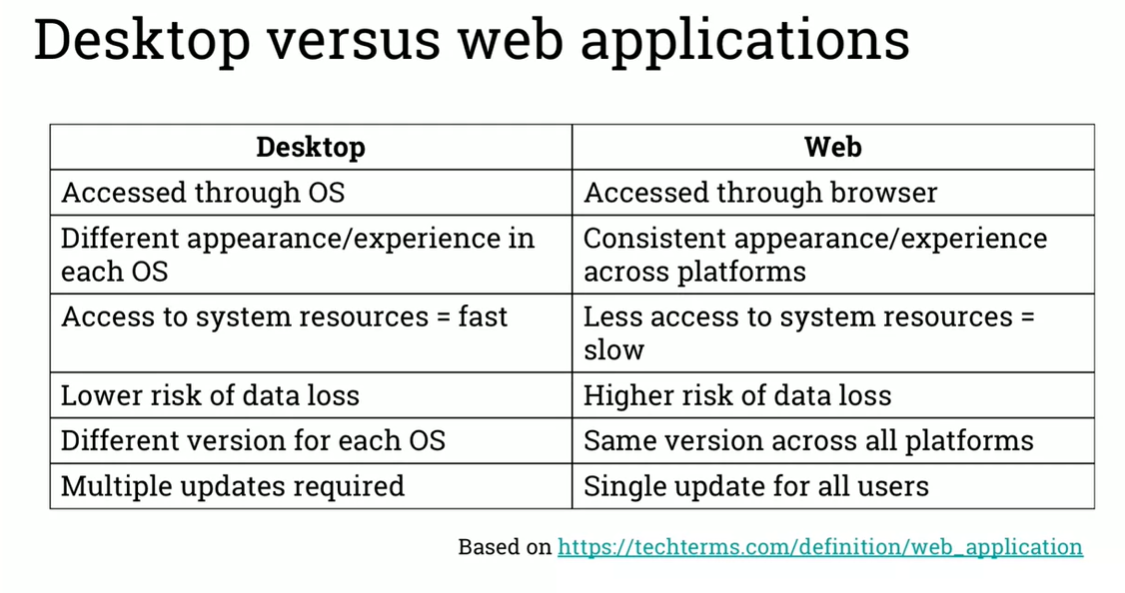 Desktop versus web applications
Desktop
Web
Accessed through OS
Accessed through browser
Different appearance/experience in
each OS
Consistent appearance/experience
across platforms
Access to system resources = fast
Less access to system resources =
slow
Lower risk of data loss
Higher risk of data loss
Different version for each OS
Same version across all platforms
Multiple updates required
Single update for all users
Based on https://techterms.com/definition/web_application